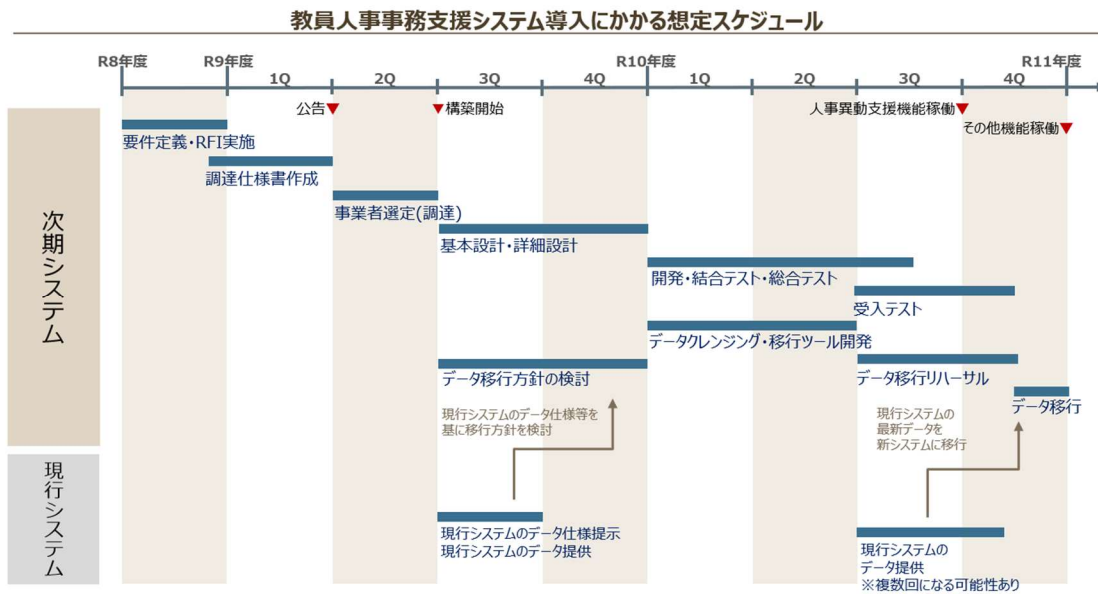 教員人事事務支援システム導入にかかる想定スケジュール
R8年度
R9年度
1Q
3Q
4Q
R10年度
1Q
3Q
4Q
R11年度
公告
構築開始
人事異動支援機能稼働
その他機能稼働
次期システム
要件定義・RFI実施
調達仕様書作成
事業者選定(調達)
基本設計・詳細設計
開発・結合テスト・総合テスト
受入テスト
データクレンジング・移行ツール開発
データ移行方針の検討
データ移行リハーサル
データ移行
現行システムのデータ仕様等を
基に移行方針を検討
現行システムの
最新データを
新システムに移行
現行システム
現行システムのデータ仕様提示
現行システムのデータ提供
現行システムの
データ提供
※複数回になる可能性あり